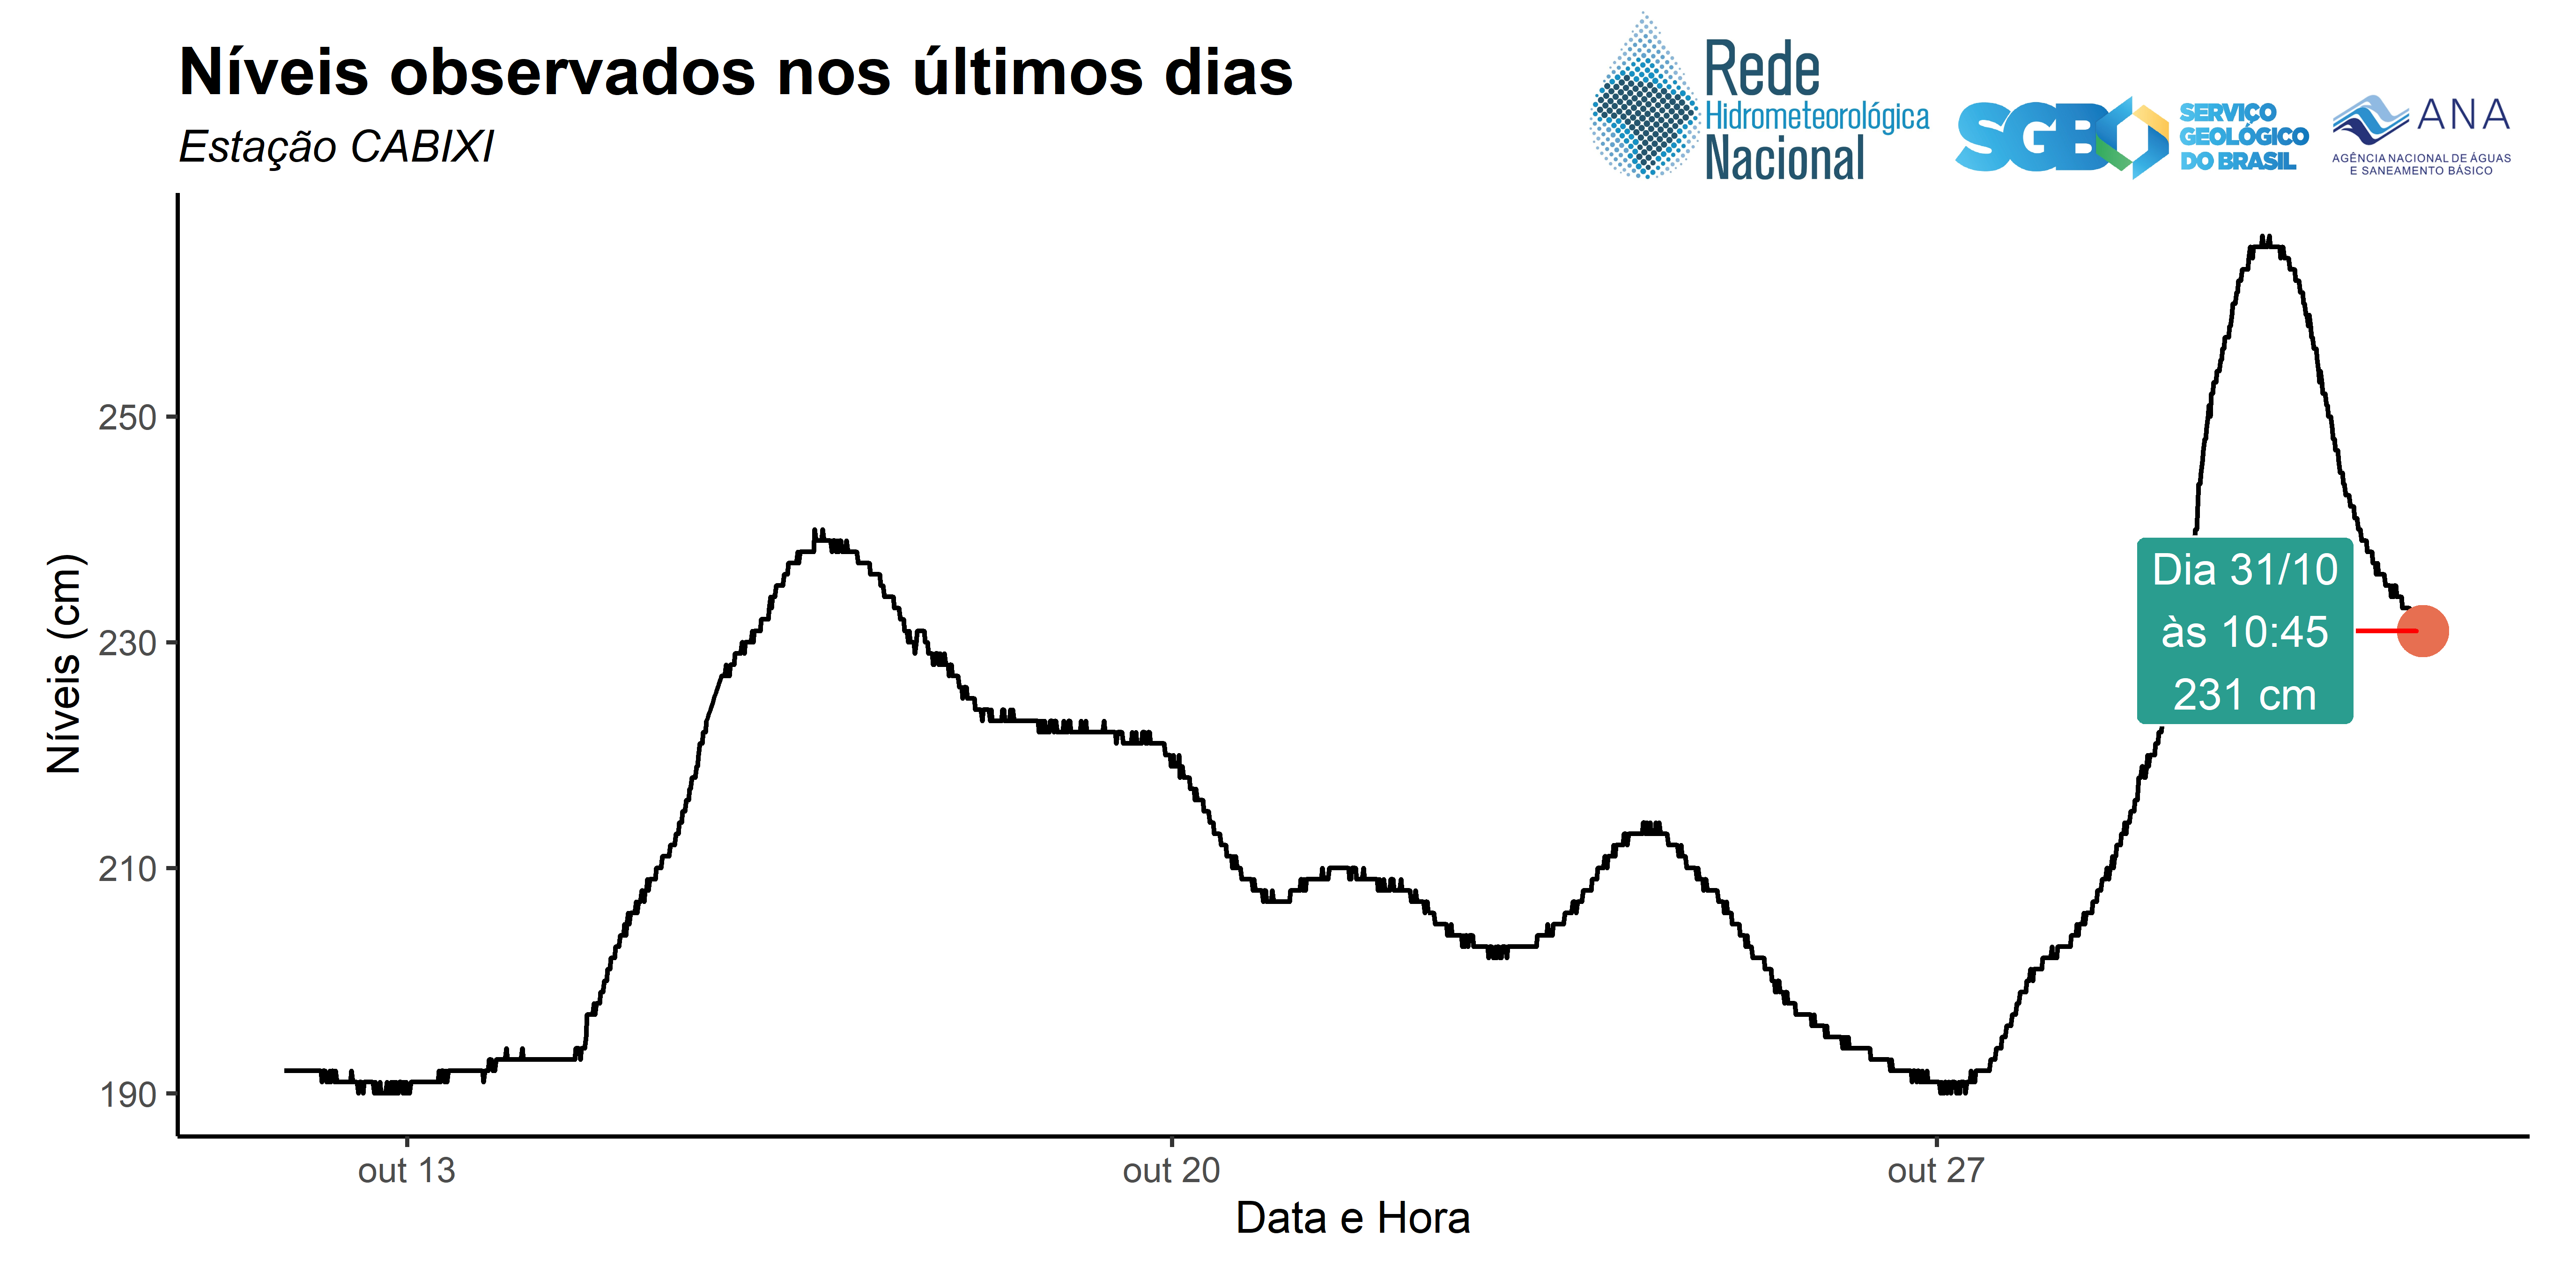 Níveis observados nos últimos dias
Estação CABIXI
Rede
Hidrometeorológica
Nacional
SGB
SERVIÇO
GEOLÓGICO
DO BRASIL
ANA
AGÊNCIA NACIONAL DE ÁGUAS
E SANEAMENTO BÁSICO
Níveis (cm)
250
230
210
190
Dia 31/10
às 10:45
231 cm
out 13
out 20
out 27
Data e Hora